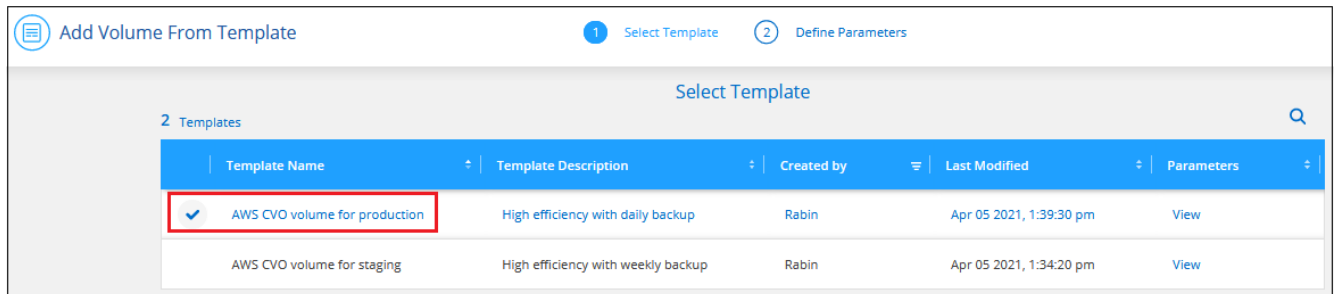 Add Volume From Template
1 Select Template 2 Define Parameters
Select Template
2 Templates
Template Name Template Description Created by Last Modified Parameters
AWS CVO volume for production High efficiency with daily backup Rabin Apr 05 2021, 1:39:30 pm View
AWS CVO volume for staging High efficiency with weekly backup Rabin Apr 05 2021, 1:34:20 pm View